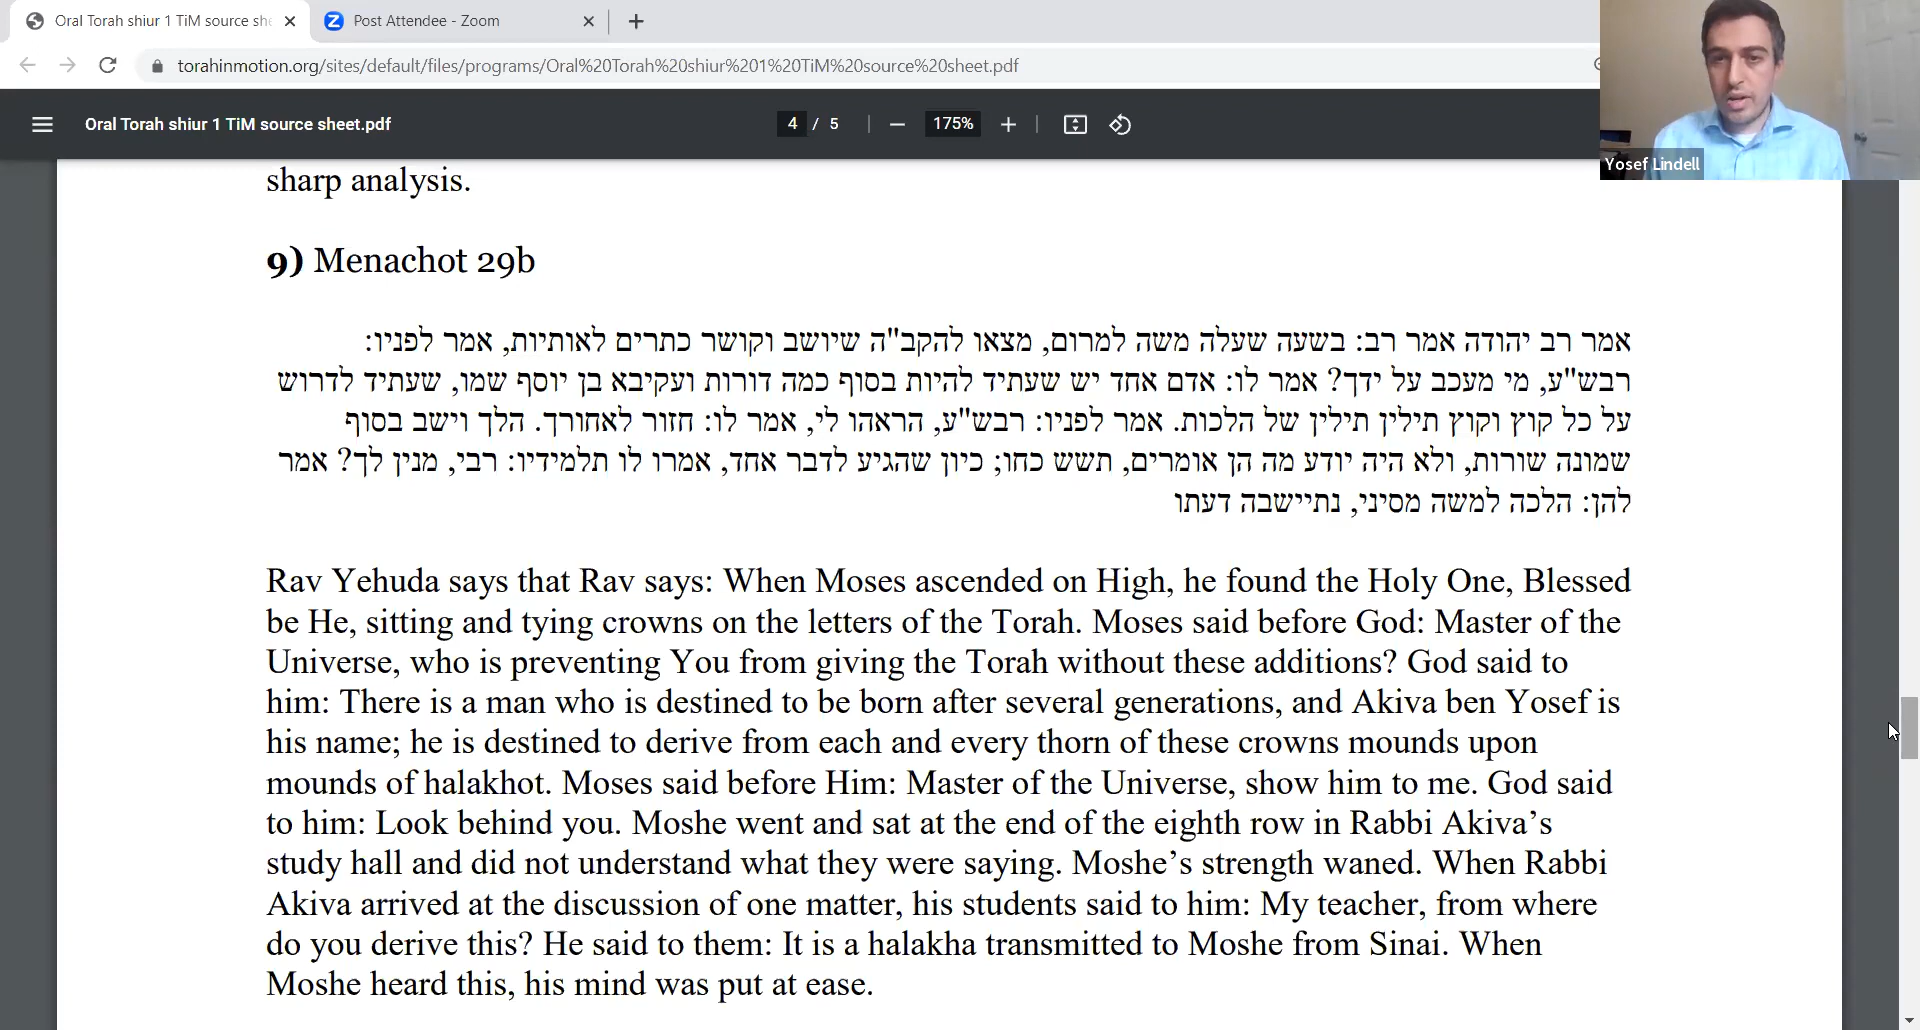 Oral Torah shiur 1 TiM source she
Post Attendee - Zoom
torahinmotion.org/sites/default/files/programs/Oral%20Torah%20shiur%201%20TiM%20source%20sheet.pdf
Oral Torah shiur 1 TiM source sheet.pdf
4 / 5
175%
Yosef Lindell
sharp analysis.
9) Menachot 29b
אמר רב יהודה אמר רב: בשעה שעלה משה למרום, מצאו להקב"ה שיושב וקושר כתרים לאותיות, אמר לפניו:
רבש"ע, מי מעכב על ידך? אמר לו: אדם אחד יש שעתיד להיות בסוף כמה דורות ועקיבא בן יוסף שמו, שעתיד לדרוש
על כל קוץ וקוץ תילין תילין של הלכות. אמר לפניו: רבש"ע, הראהו לי, אמר לו: חזור לאחורך. הלך וישב בסוף
שמונה שורות, ולא היה יודע מה הן אומרים, תשש כחו; כיון שהגיע לדבר אחד, אמרו לו תלמידיו: רבי, מנין לך? אמר
להן: הלכה למשה מסיני, נתיישבה דעתו
Rav Yehuda says that Rav says: When Moses ascended on High, he found the Holy One, Blessed
be He, sitting and tying crowns on the letters of the Torah. Moses said before God: Master of the
Universe, who is preventing You from giving the Torah without these additions? God said to
him: There is a man who is destined to be born after several generations, and Akiva ben Yosef is
his name; he is destined to derive from each and every thorn of these crowns mounds upon
mounds of halakhot. Moses said before Him: Master of the Universe, show him to me. God said
to him: Look behind you. Moshe went and sat at the end of the eighth row in Rabbi Akiva’s
study hall and did not understand what they were saying. Moshe’s strength waned. When Rabbi
Akiva arrived at the discussion of one matter, his students said to him: My teacher, from where
do you derive this? He said to them: It is a halakha transmitted to Moshe from Sinai. When
Moshe heard this, his mind was put at ease.